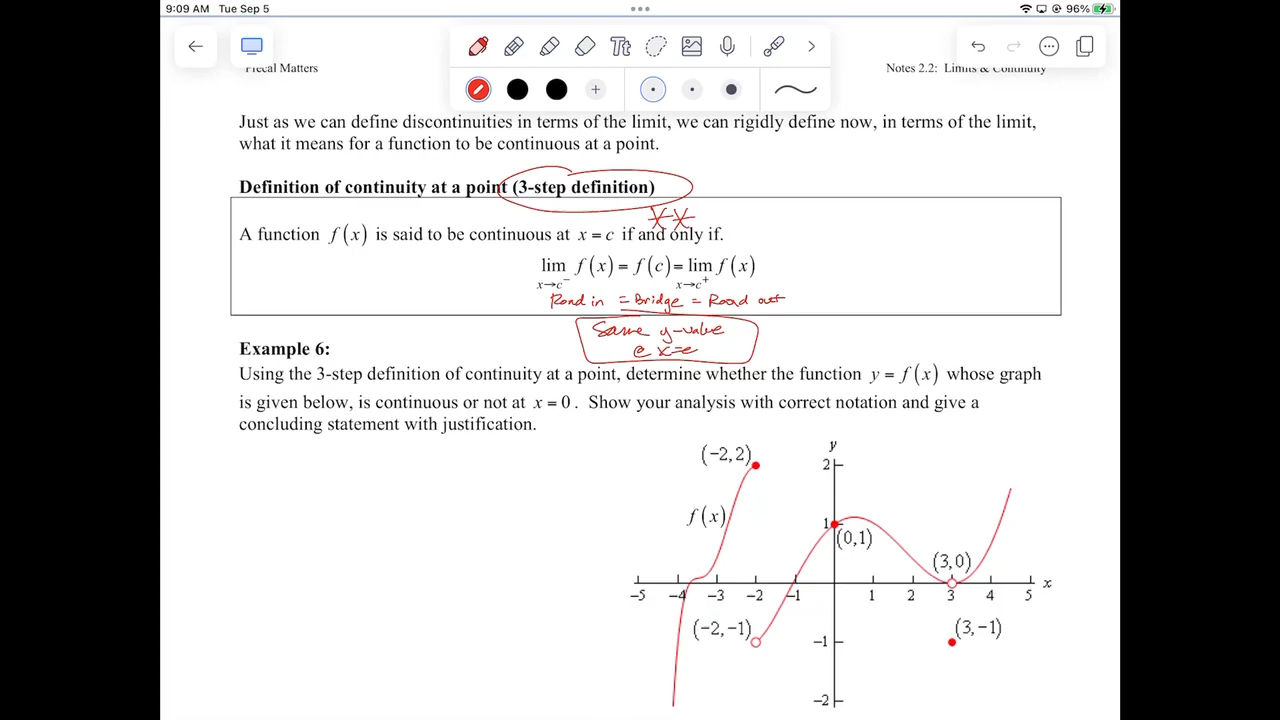 9:09 AM Tue Sep 5
96%
Precal Matters
Notes 2.2: Limits & Continuity
Just as we can define discontinuities in terms of the limit, we can rigidly define now, in terms of the limit,
what it means for a function to be continuous at a point.
Definition of continuity at a point (3-step definition)
A function f(x) is said to be continuous at x = c if and only if.
lim f(x) = f(c) = lim f(x)
x→c⁻ x→c⁺
Road in = Bridge = Road out
Same y-value
@ x=c
Example 6:
Using the 3-step definition of continuity at a point, determine whether the function y = f(x) whose graph
is given below, is continuous or not at x = 0. Show your analysis with correct notation and give a
concluding statement with justification.
y
(−2,2)
2
f(x)
1
(0,1)
(3,0)
x
−5 −4 −3 −2 −1 1 2 3 4 5
(−2,−1)
−1
(3,−1)
−2
Tt